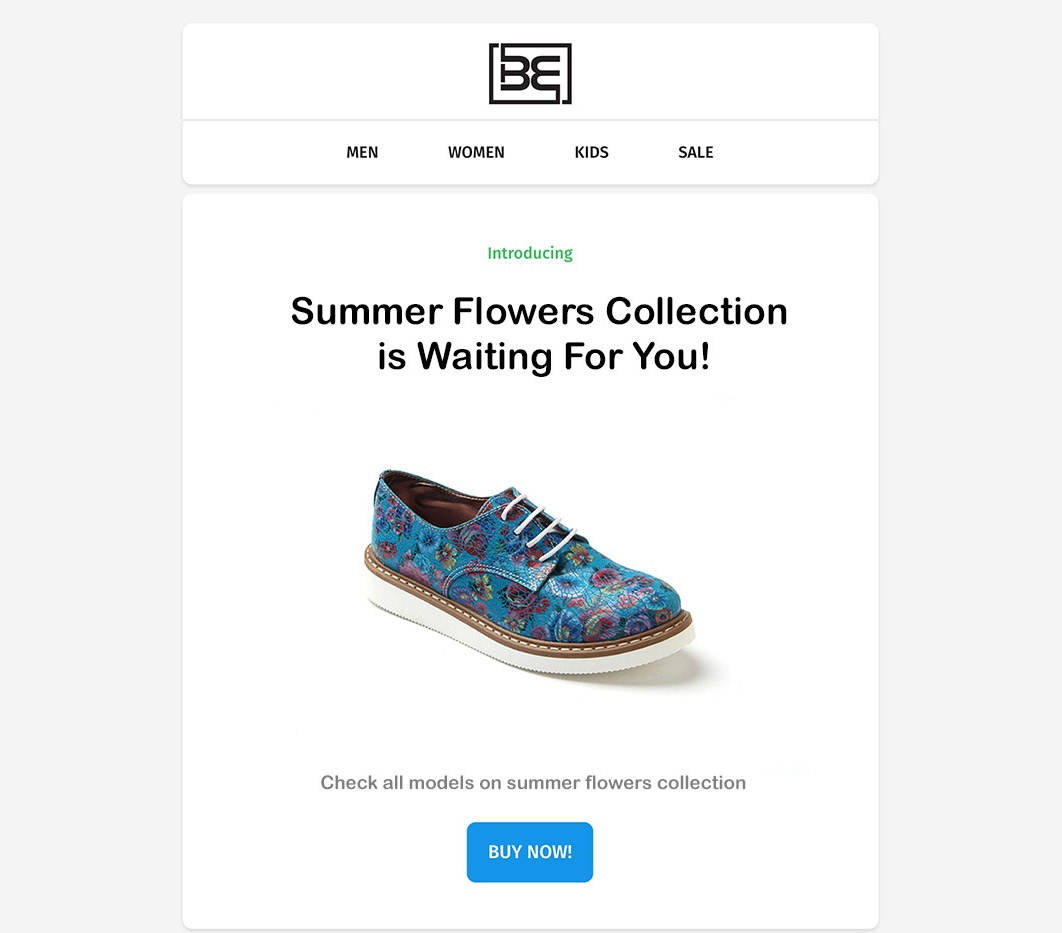 BE
MEN WOMEN KIDS SALE
Introducing
Summer Flowers Collection
is Waiting For You!
Check all models on summer flowers collection
BUY NOW!